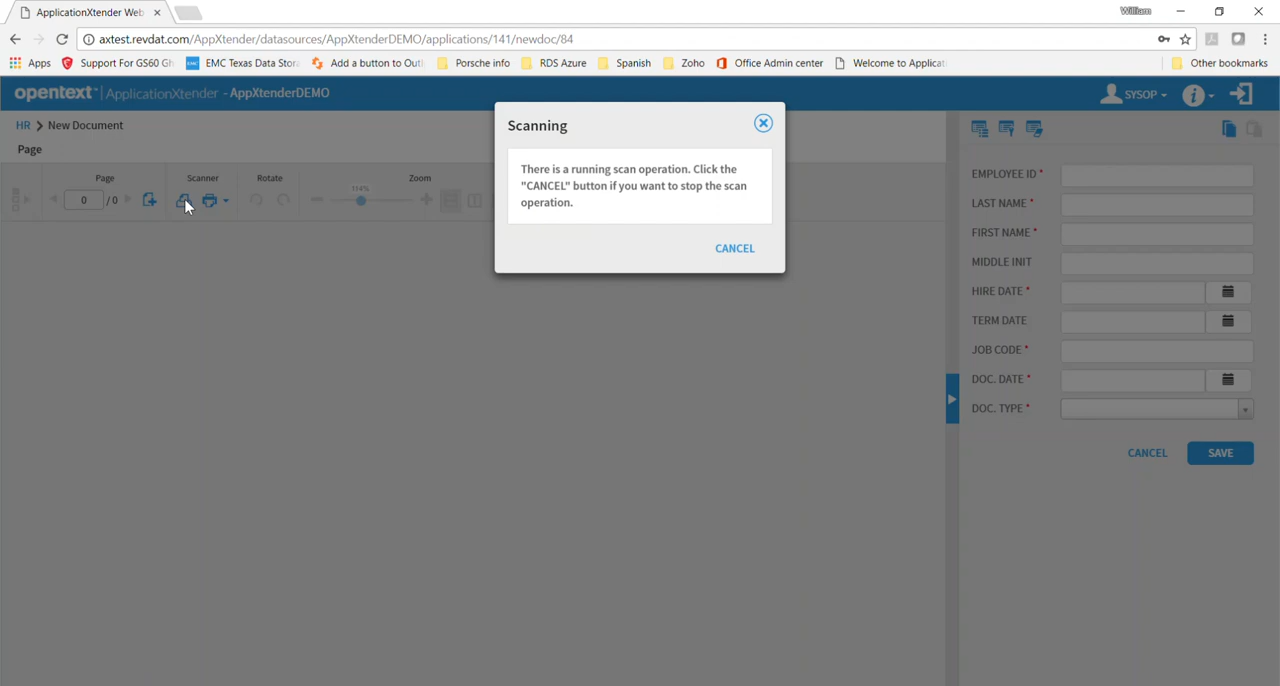 ApplicationXtender Web
William
axtest.revdat.com/AppXtender/datasources/AppXtenderDEMO/applications/141/newdoc/84
Apps Support For GS60 Gh EMC Texas Data Stora Add a button to Outl Porsche info RDS Azure Spanish Zoho Office Admin center Welcome to Applicati Other bookmarks
opentext | ApplicationXtender - AppXtenderDEMO SYSOP
HR New Document
Page
Page Scanner Rotate Zoom
0 / 0 114%
Scanning
There is a running scan operation. Click the
"CANCEL" button if you want to stop the scan
operation.
CANCEL
EMPLOYEE ID *
LAST NAME *
FIRST NAME *
MIDDLE INIT
HIRE DATE *
TERM DATE
JOB CODE *
DOC. DATE *
DOC. TYPE *
CANCEL SAVE